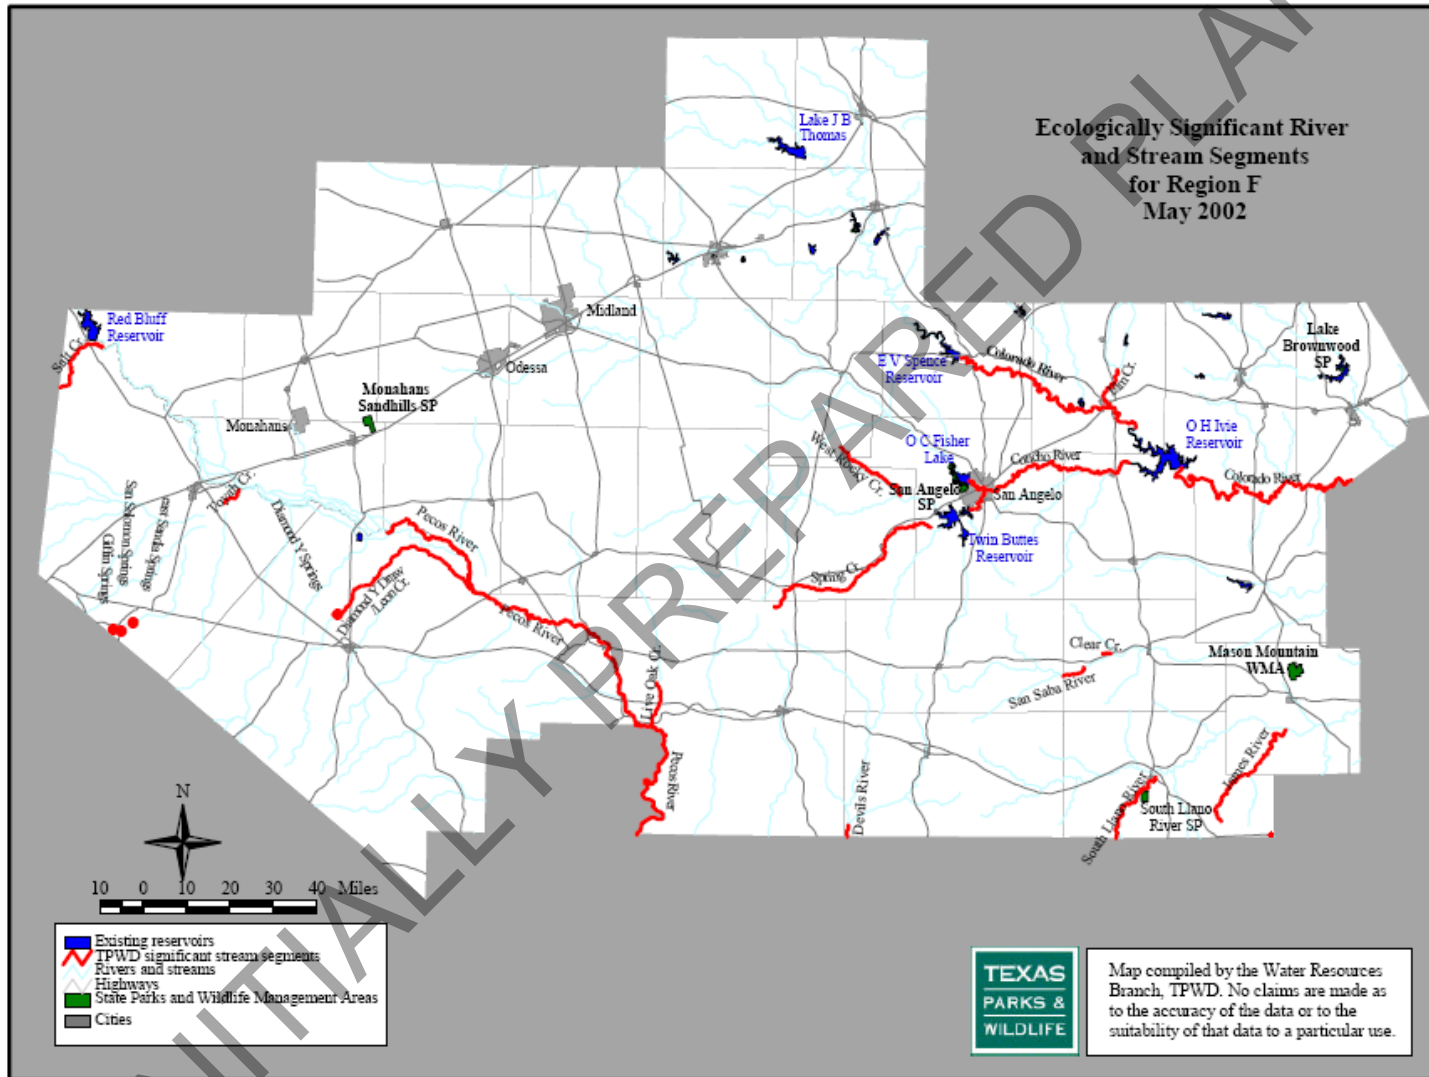 Ecologically Significant River
and Stream Segments
for Region F
May 2002
Lake J B
Thomas
Red Bluff
Reservoir
Salt Cr.
Midland
Odessa
Monahans
Sandhills SP
Monahans
E V Spence
Reservoir
Colorado River
Elm Cr.
Lake
Brownwood
SP
O H Ivie
Reservoir
O C Fisher
Lake
West Rocky Cr.
Concho River
Colorado River
San Angelo
SP
San Angelo
Twin Buttes
Reservoir
Spring Cr.
Toyah Cr.
San Solomon Springs
Giffin Springs
East Sandia Springs
Diamond Y Springs
Diamond Y Draw
/Leon Cr.
Pecos River
Pecos River
Live Oak Cr.
Pecos River
Clear Cr.
San Saba River
Mason Mountain
WMA
Devils River
South Llano River
South Llano
River SP
James River
N
10 0 10 20 30 40 Miles
Existing reservoirs
TPWD significant stream segments
Rivers and streams
Highways
State Parks and Wildlife Management Areas
Cities
TEXAS
PARKS &
WILDLIFE
Map compiled by the Water Resources
Branch, TPWD. No claims are made as
to the accuracy of the data or to the
suitability of that data to a particular use.
INITIALLY PREPARED PLAN